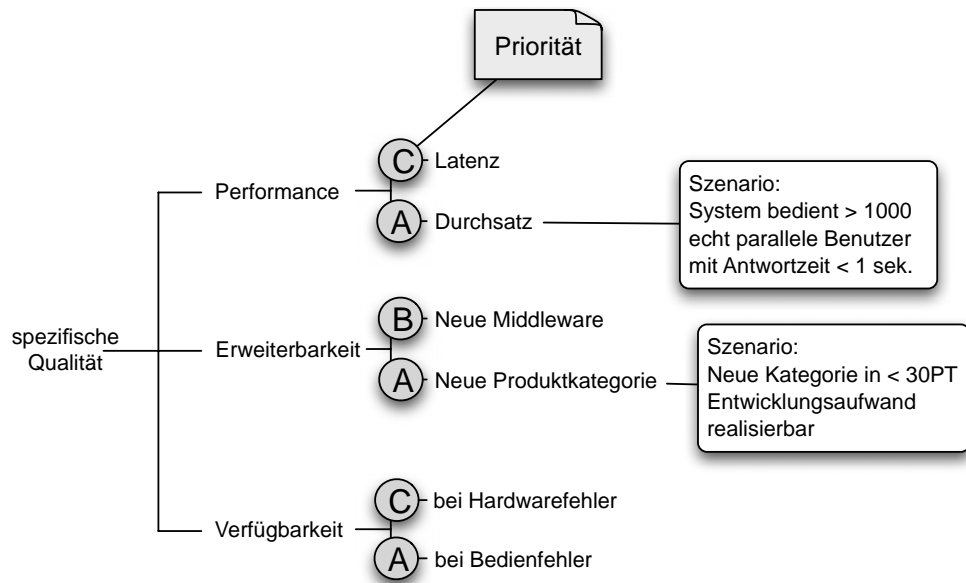 Priorität
C Latenz
Performance
A Durchsatz
Szenario:
System bedient > 1000
echt parallele Benutzer
mit Antwortzeit < 1 sek.
spezifische
Qualität
B Neue Middleware
Erweiterbarkeit
A Neue Produktkategorie
Szenario:
Neue Kategorie in < 30PT
Entwicklungsaufwand
realisierbar
C bei Hardwarefehler
Verfügbarkeit
A bei Bedienfehler